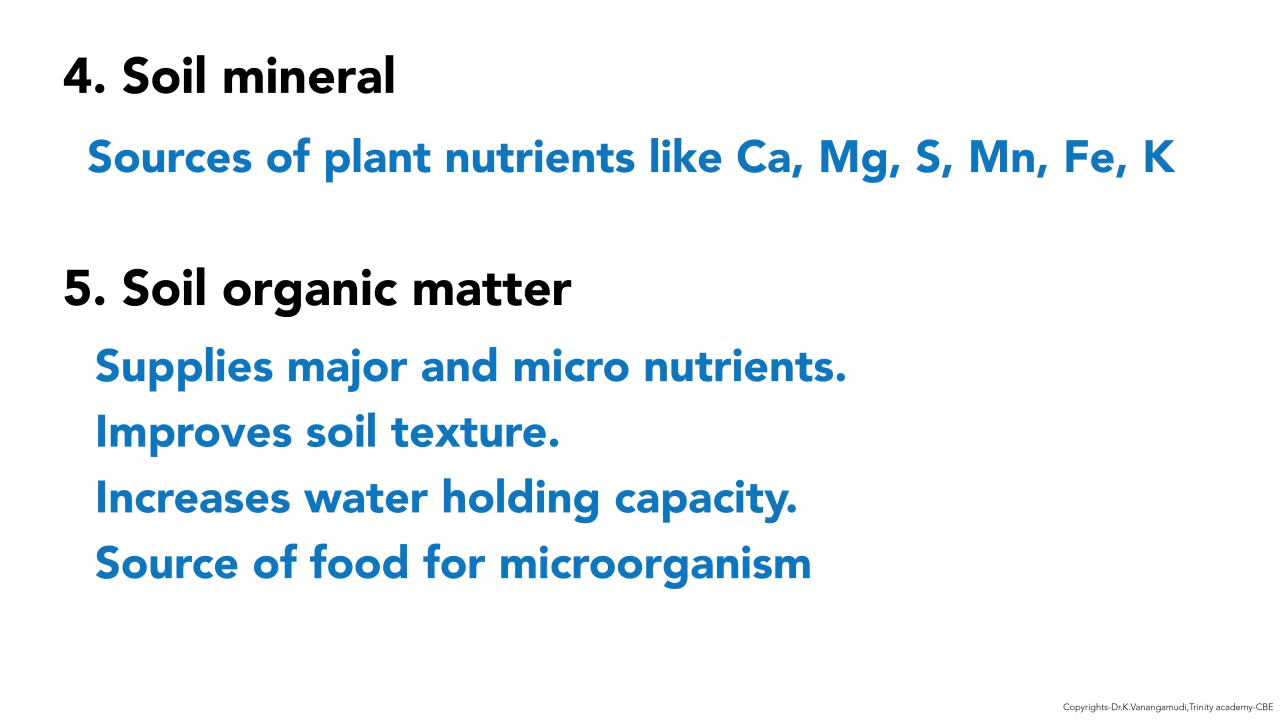 4. Soil mineral
Sources of plant nutrients like Ca, Mg, S, Mn, Fe, K
5. Soil organic matter
Supplies major and micro nutrients.
Improves soil texture.
Increases water holding capacity.
Source of food for microorganism
Copyrights-Dr.K.Vanangamudi,Trinity academy-CBE